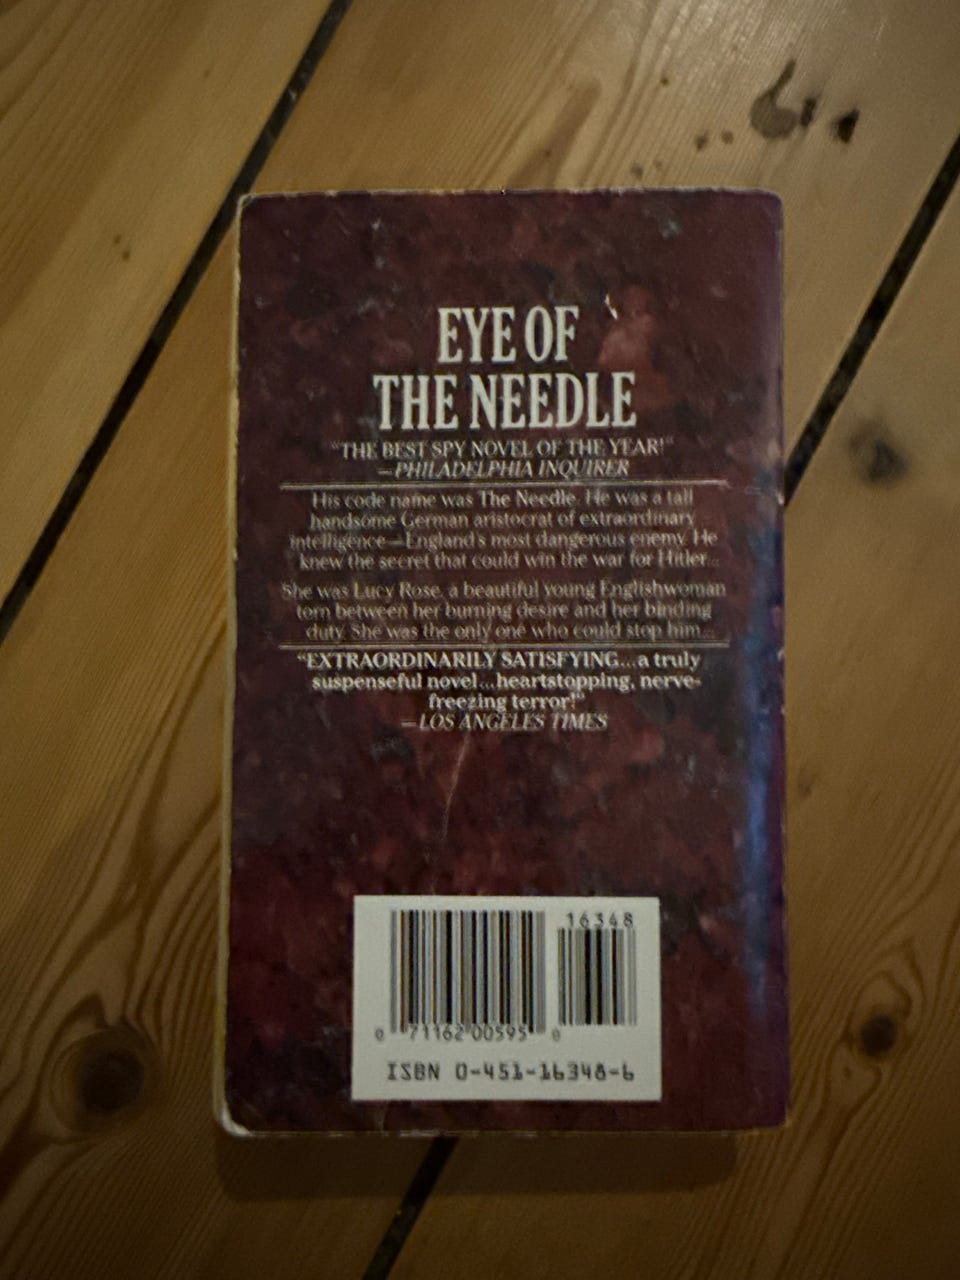 EYE OF
THE NEEDLE
"THE BEST SPY NOVEL OF THE YEAR!"
—PHILADELPHIA INQUIRER
His code name was The Needle. He was a tall
handsome German aristocrat of extraordinary
intelligence—England's most dangerous enemy. He
knew the secret that could win the war for Hitler...
She was Lucy Rose, a beautiful young Englishwoman
torn between her burning desire and her binding
duty. She was the only one who could stop him...
"EXTRAORDINARILY SATISFYING...a truly
suspenseful novel...heartstopping, nerve-
freezing terror!"
—LOS ANGELES TIMES
16348
0 71162 00595 0
ISBN 0-451-16348-6